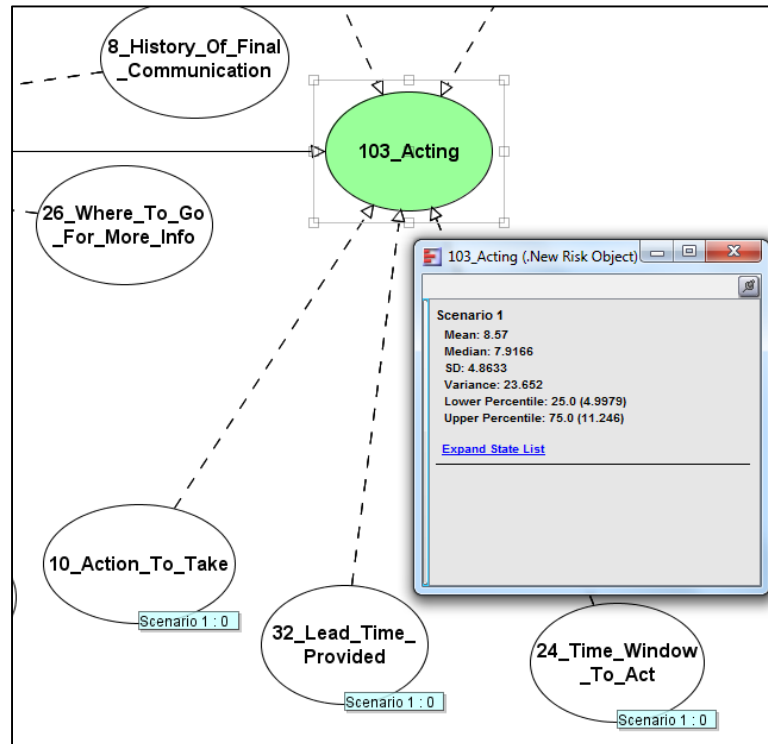 8_History_Of_Final
_Communication
103_Acting
26_Where_To_Go
_For_More_Info
103_Acting (.New Risk Object)
Scenario 1
Mean: 8.57
Median: 7.9166
SD: 4.8633
Variance: 23.652
Lower Percentile: 25.0 (4.9979)
Upper Percentile: 75.0 (11.246)
Expand State List
10_Action_To_Take
Scenario 1 : 0
32_Lead_Time_
Provided
Scenario 1 : 0
24_Time_Window
_To_Act
Scenario 1 : 0